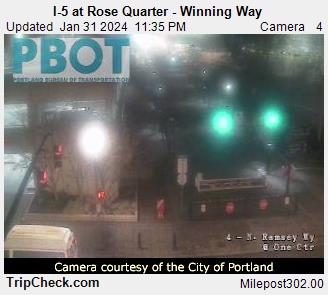 I-5 at Rose Quarter - Winning Way
Updated Jan 31 2024 11:35 PM Camera 4
PBOT
PORTLAND BUREAU OF TRANSPORTATION
4 - N. Ramsey Wy
@ One Ctr
Camera courtesy of the City of Portland
TripCheck.com Milepost302.00